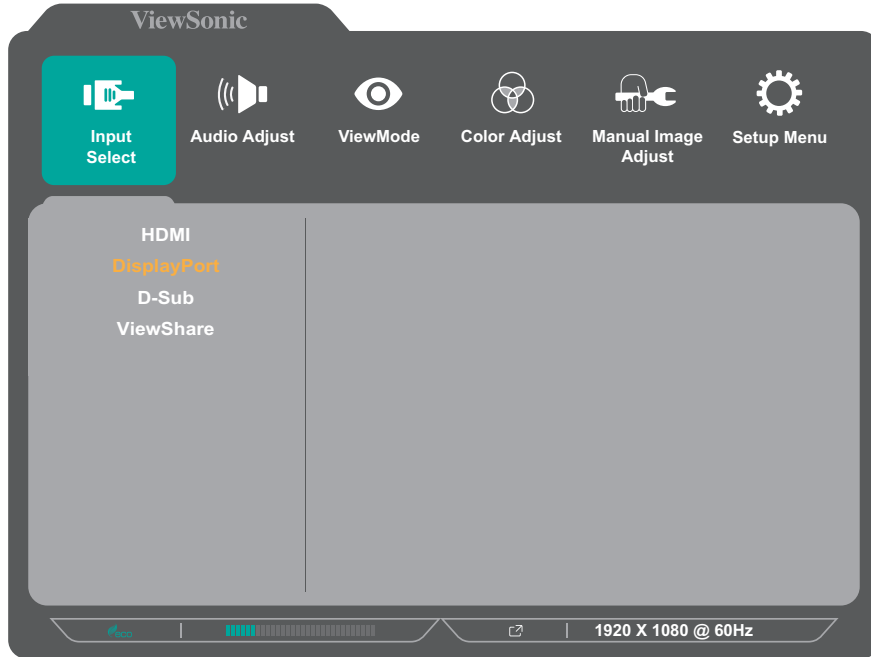 ViewSonic
Input
Select
Audio Adjust
ViewMode
Color Adjust
Manual Image
Adjust
Setup Menu
HDMI
DisplayPort
D-Sub
ViewShare
eco
1920 X 1080 @ 60Hz